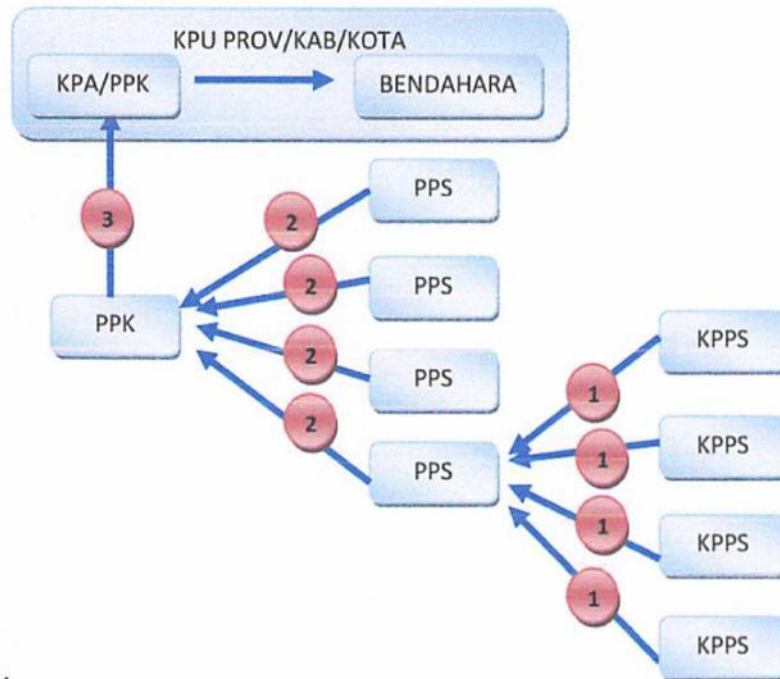 KPU PROV/KAB/KOTA
KPA/PPK
BENDAHARA
3
2
PPS
2
PPS
PPK
2
PPS
KPPS
2
1
PPS
1
KPPS
1
KPPS
1
KPPS